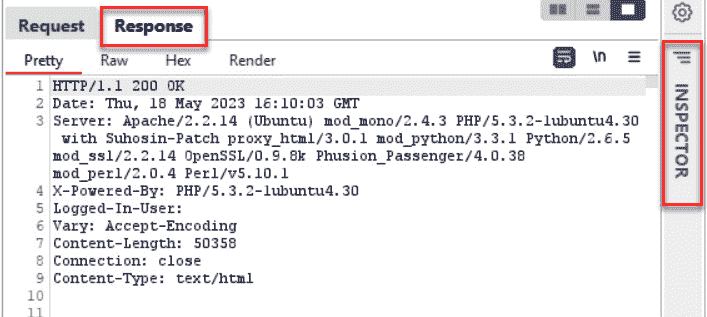 Request Response
Pretty Raw Hex Render \n
1 HTTP/1.1 200 OK
2 Date: Thu, 18 May 2023 16:10:03 GMT
3 Server: Apache/2.2.14 (Ubuntu) mod_mono/2.4.3 PHP/5.3.2-1ubuntu4.30
with Suhosin-Patch proxy_html/3.0.1 mod_python/3.3.1 Python/2.6.5
mod_ssl/2.2.14 OpenSSL/0.9.8k Phusion_Passenger/4.0.38
mod_perl/2.0.4 Perl/v5.10.1
4 X-Powered-By: PHP/5.3.2-1ubuntu4.30
5 Logged-In-User:
6 Vary: Accept-Encoding
7 Content-Length: 50358
8 Connection: close
9 Content-Type: text/html
10
11
INSPECTOR